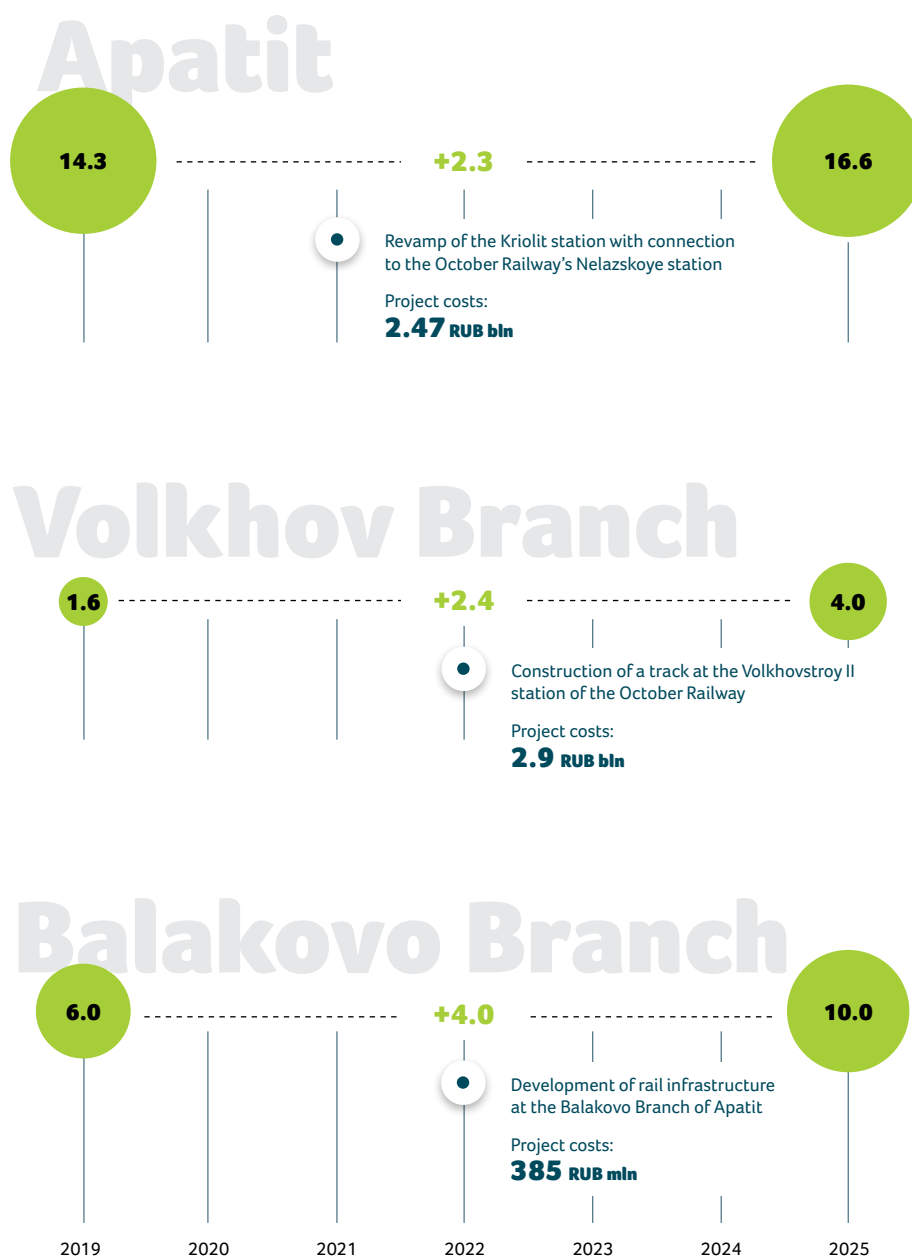 Apatit
14.3
+2.3
16.6
Revamp of the Kriolit station with connection
to the October Railway's Nelazskoye station
Project costs:
2.47 RUB bln
Volkhov Branch
1.6
+2.4
4.0
Construction of a track at the Volkhovstroy II
station of the October Railway
Project costs:
2.9 RUB bln
Balakovo Branch
6.0
+4.0
10.0
Development of rail infrastructure
at the Balakovo Branch of Apatit
Project costs:
385 RUB mln
2019 2020 2021 2022 2023 2024 2025